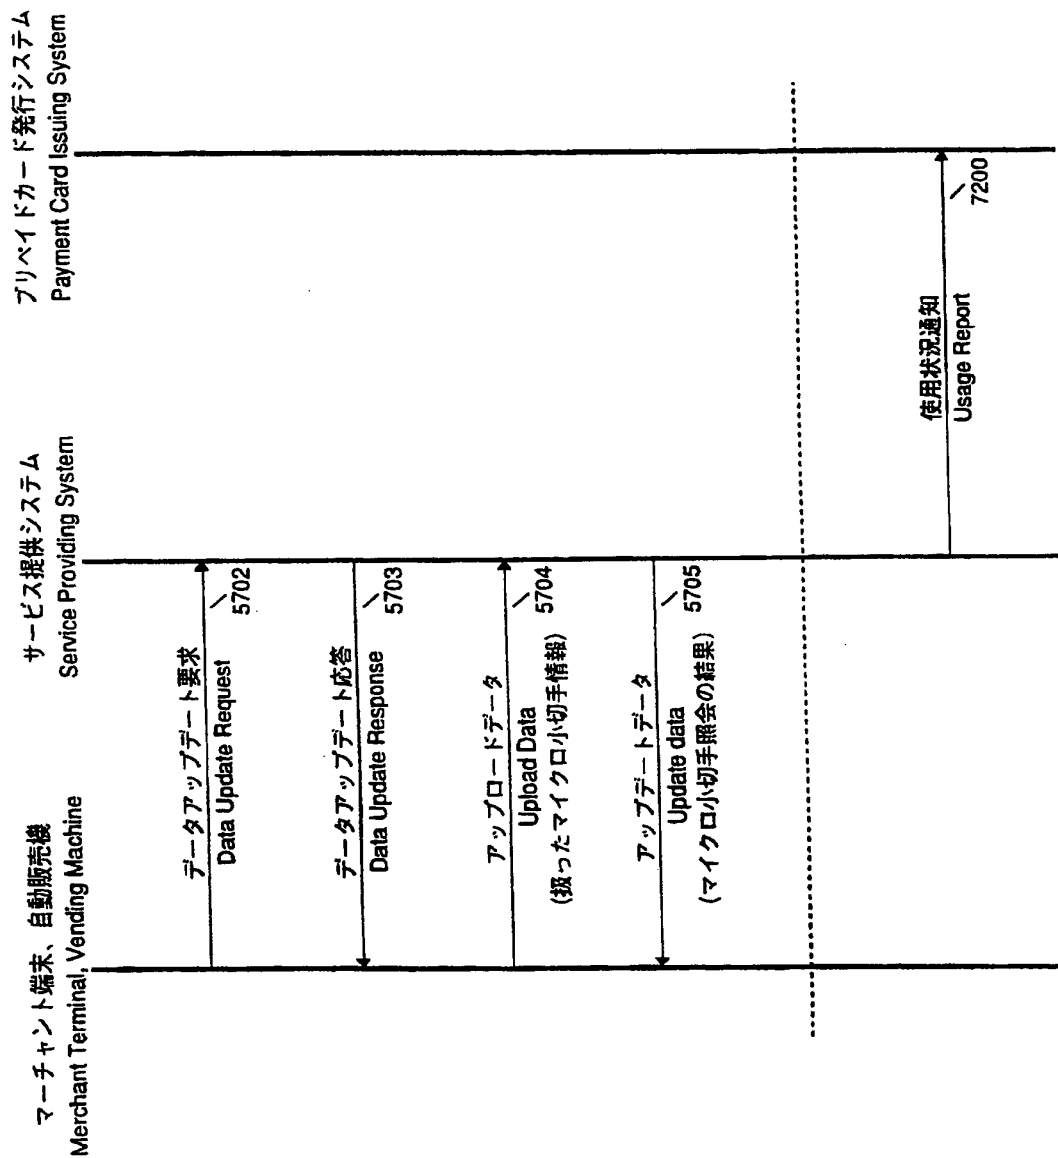 マーチャント端末、自動販売機
Merchant Terminal, Vending Machine
サービス提供システム
Service Providing System
プリペイドカード発行システム
Payment Card Issuing System
データアップデート要求
Data Update Request
5702
データアップデート応答
Data Update Response
5703
アップロードデータ
Upload Data
(扱ったマイクロ小切手情報)
5704
アップデートデータ
Update data
(マイクロ小切手照会の結果)
5705
使用状況通知
Usage Report
7200